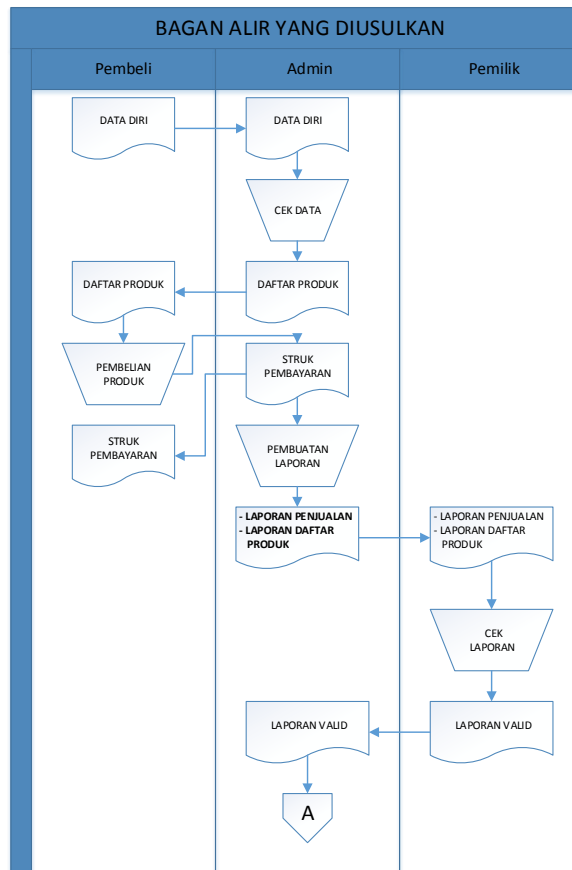 BAGAN ALIR YANG DIUSULKAN
Pembeli
Admin
Pemilik
DATA DIRI
DATA DIRI
CEK DATA
DAFTAR PRODUK
DAFTAR PRODUK
PEMBELIAN
PRODUK
STRUK
PEMBAYARAN
STRUK
PEMBAYARAN
PEMBUATAN
LAPORAN
- LAPORAN PENJUALAN
- LAPORAN DAFTAR
PRODUK
- LAPORAN PENJUALAN
- LAPORAN DAFTAR
PRODUK
CEK
LAPORAN
LAPORAN VALID
LAPORAN VALID
A